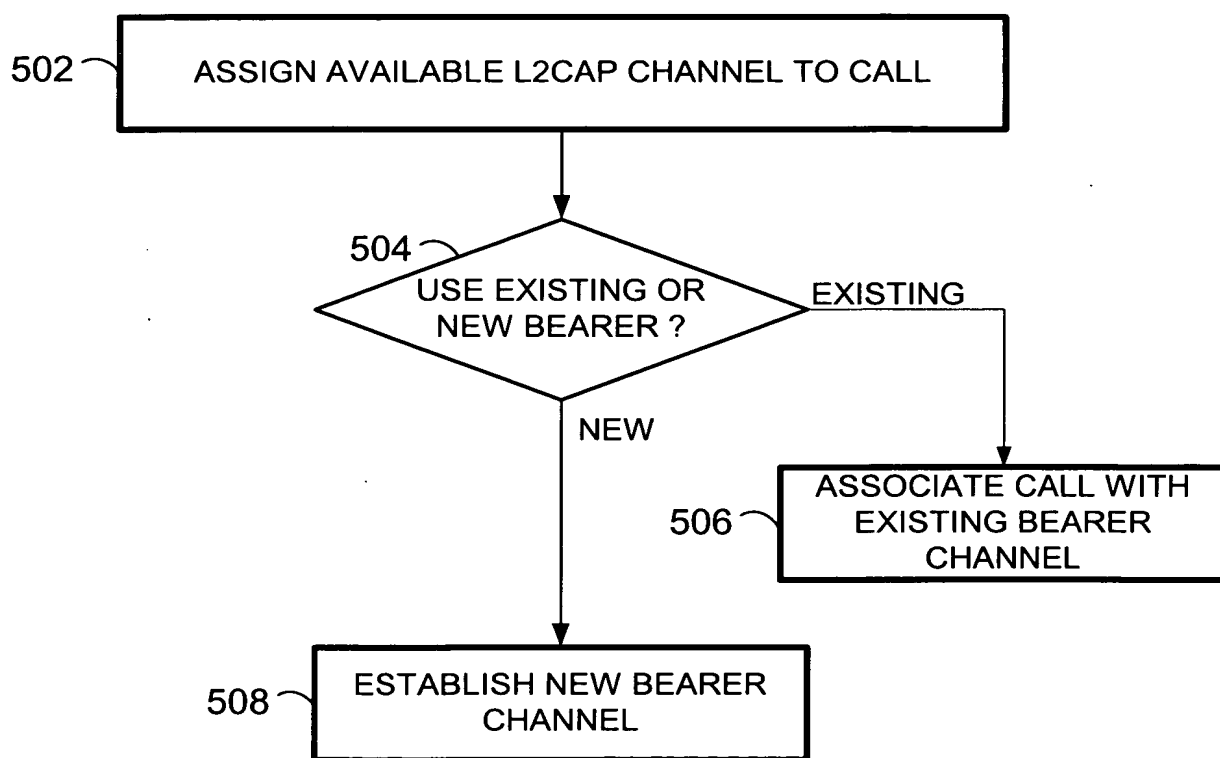 502
ASSIGN AVAILABLE L2CAP CHANNEL TO CALL
504
USE EXISTING OR
NEW BEARER ?
EXISTING
NEW
506
ASSOCIATE CALL WITH
EXISTING BEARER
CHANNEL
508
ESTABLISH NEW BEARER
CHANNEL